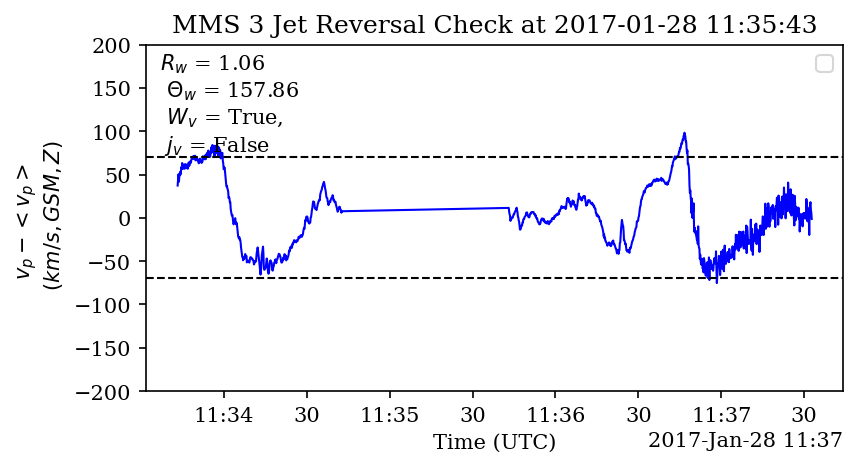 MMS 3 Jet Reversal Check at 2017-01-28 11:35:43
R_w = 1.06
Θ_w = 157.86
W_v = True,
j_v = False
v_p − < v_p >
(km/s, GSM, Z)
200
150
100
50
0
−50
−100
−150
−200
11:34 30 11:35 30 11:36 30 11:37 30
Time (UTC)
2017-Jan-28 11:37